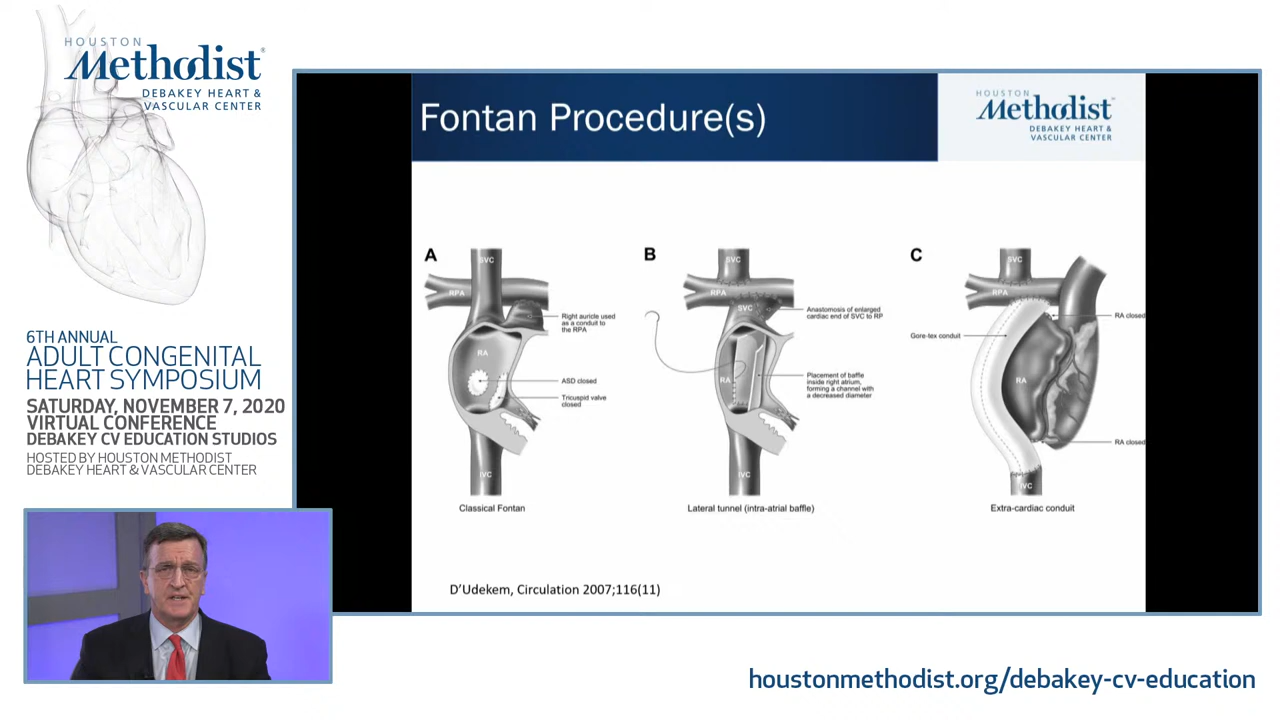 HOUSTON
Methodist®
DEBAKEY HEART &
VASCULAR CENTER
6TH ANNUAL
ADULT CONGENITAL
HEART SYMPOSIUM
SATURDAY, NOVEMBER 7, 2020
VIRTUAL CONFERENCE
DEBAKEY CV EDUCATION STUDIOS
HOSTED BY HOUSTON METHODIST
DEBAKEY HEART & VASCULAR CENTER
Fontan Procedure(s)
HOUSTON
Methodist
DEBAKEY HEART &
VASCULAR CENTER
A
SVC
RPA
Right auricle used
as a conduit to
the RPA
RA
ASD closed
Tricuspid valve
closed
IVC
Classical Fontan
B
SVC
RPA
SVC
Anastomosis of enlarged
cardiac end of SVC to RP
RA
Placement of baffle
inside right atrium,
forming a channel with
a decreased diameter
IVC
Lateral tunnel (intra-atrial baffle)
C
SVC
RPA
RA closed
Gore-tex conduit
RA
RA closed
IVC
Extra-cardiac conduit
D'Udekem, Circulation 2007;116(11)
houstonmethodist.org/debakey-cv-education